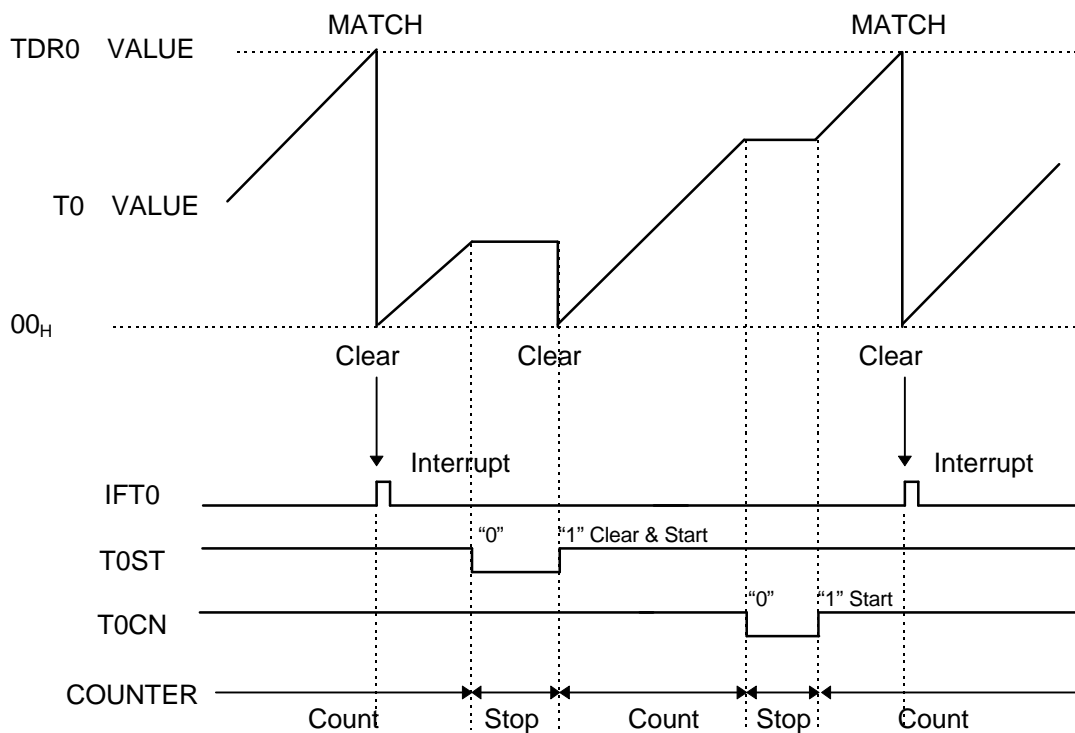 MATCH MATCH
TDR0 VALUE
T0 VALUE
00H
Clear Clear Clear
Interrupt Interrupt
IFT0
“0” “1” Clear & Start
T0ST
“0” “1” Start
T0CN
COUNTER
Count Stop Count Stop Count